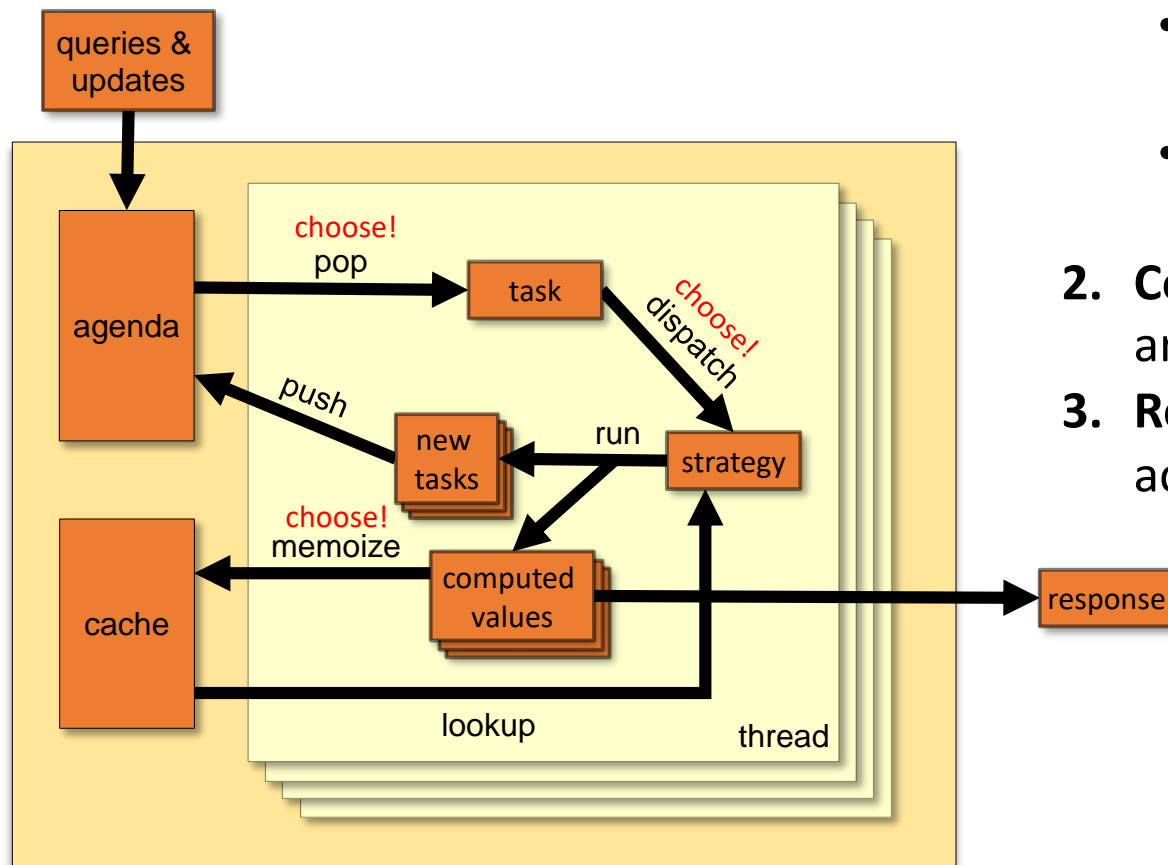 queries &
updates
choose!
pop
task
choose!
dispatch
agenda
push
new
tasks
run
strategy
choose!
memoize
computed
values
cache
lookup
thread
response
•
•
2.
3.